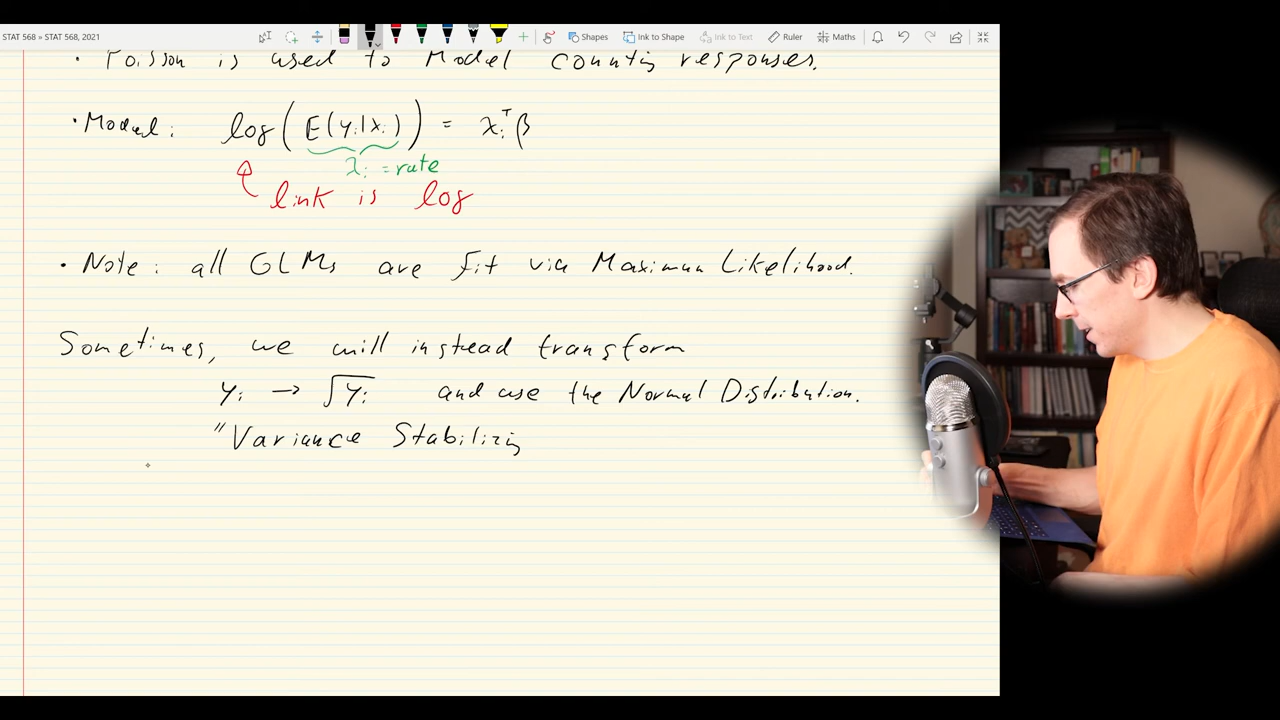 STAT 568 » STAT 568, 2021
Shapes Ink to Shape Ink to Text Ruler Maths
· Poisson is used to Model counting responses.
· Model: log(E(yᵢ|xᵢ)) = xᵢᵀβ
λᵢ = rate
link is log
· Note: all GLMs are fit via Maximum Likelihood.
Sometimes, we will instead transform
yᵢ → √yᵢ and use the Normal Distribution.
"Variance Stabilizing